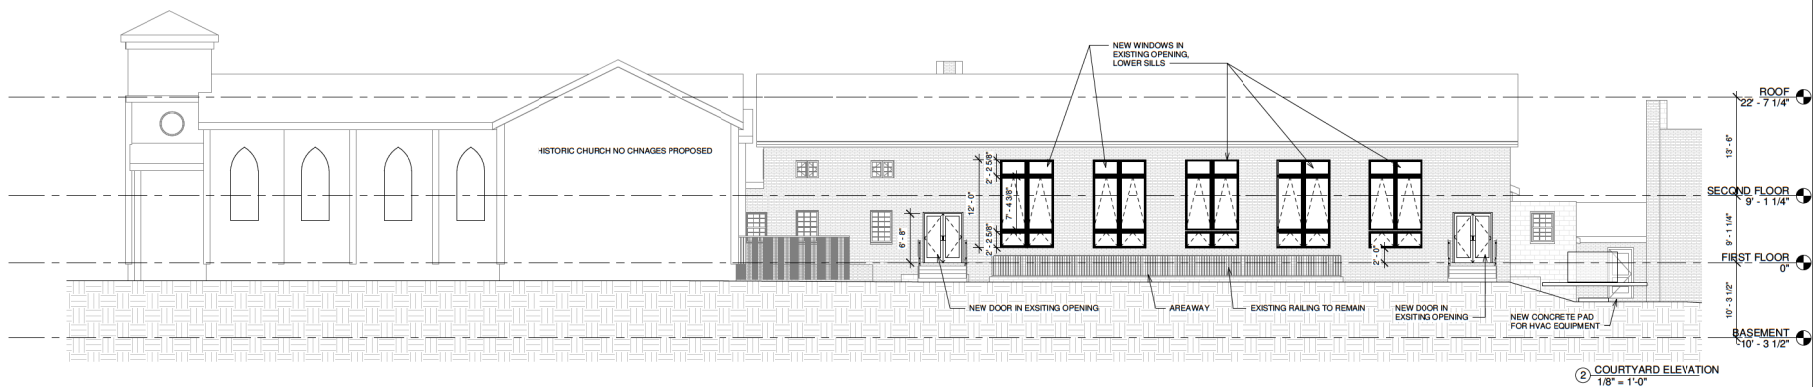 NEW WINDOWS IN
EXISTING OPENING,
LOWER SILLS
ROOF
22' - 7 1/4"
HISTORIC CHURCH NO CHNAGES PROPOSED
13' - 6"
2' - 2 5/8"
12' - 0"
7' - 4 3/8"
2' - 2 5/8"
6' - 8"
2' - 0"
SECOND FLOOR
9' - 1 1/4"
9' - 1 1/4"
FIRST FLOOR
0"
10' - 3 1/2"
NEW DOOR IN EXSITING OPENING
AREAWAY
EXISTING RAILING TO REMAIN
NEW DOOR IN
EXSITING OPENING
NEW CONCRETE PAD
FOR HVAC EQUIPMENT
BASEMENT
-10' - 3 1/2"
2 COURTYARD ELEVATION
1/8" = 1'-0"